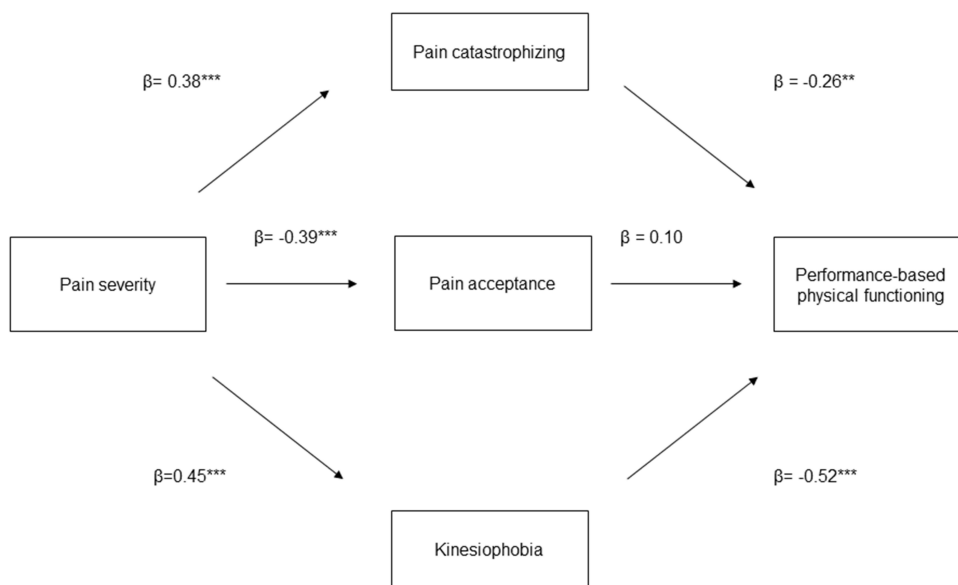 Pain catastrophizing
β= 0.38***
β = -0.26**
β= -0.39***
β = 0.10
Pain severity
Pain acceptance
Performance-based
physical functioning
β=0.45***
β= -0.52***
Kinesiophobia